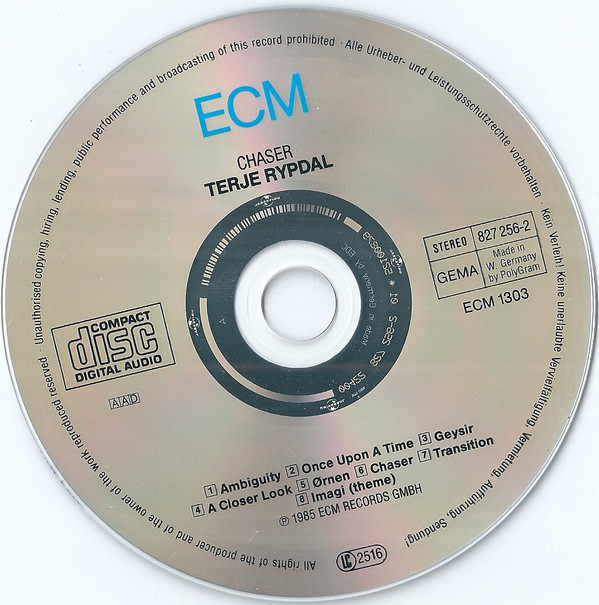 Unauthorised copying, hiring, lending, public performance and broadcasting of this record prohibited · Alle Urheber- und Leistungsschutzrechte vorbehalten · Kein Verleih! Keine unerlaubte Vervielfältigung, Vermietung, Aufführung, Sendung!
ECM
CHASER
TERJE RYPDAL
STEREO 827 256-2
GEMA Made in
W. Germany
by PolyGram
ECM 1303
COMPACT
disc
DIGITAL AUDIO
AAD
1 Ambiguity 2 Once Upon A Time 3 Geysir
4 A Closer Look 5 Ørnen 6 Chaser 7 Transition
8 Imagi (theme)
℗ 1985 ECM RECORDS GMBH
LC 2516
All rights of the producer and of the owner of the work reproduced reserved ·